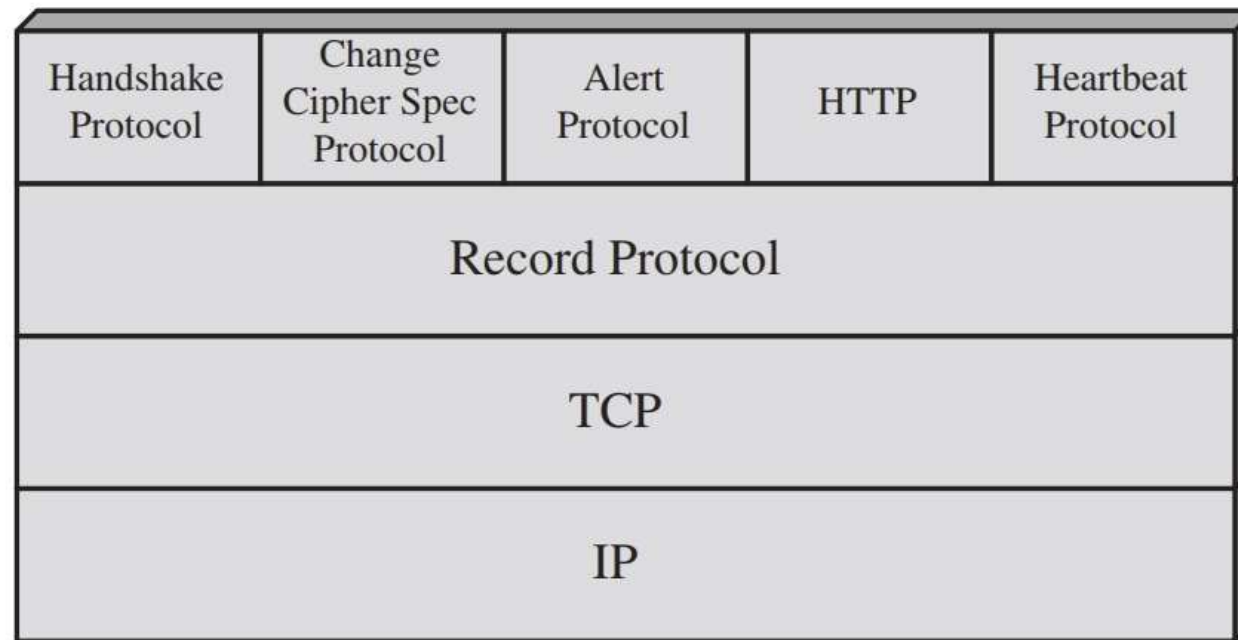 Handshake
Protocol
Change
Cipher Spec
Protocol
Alert
Protocol
HTTP
Heartbeat
Protocol
Record Protocol
TCP
IP